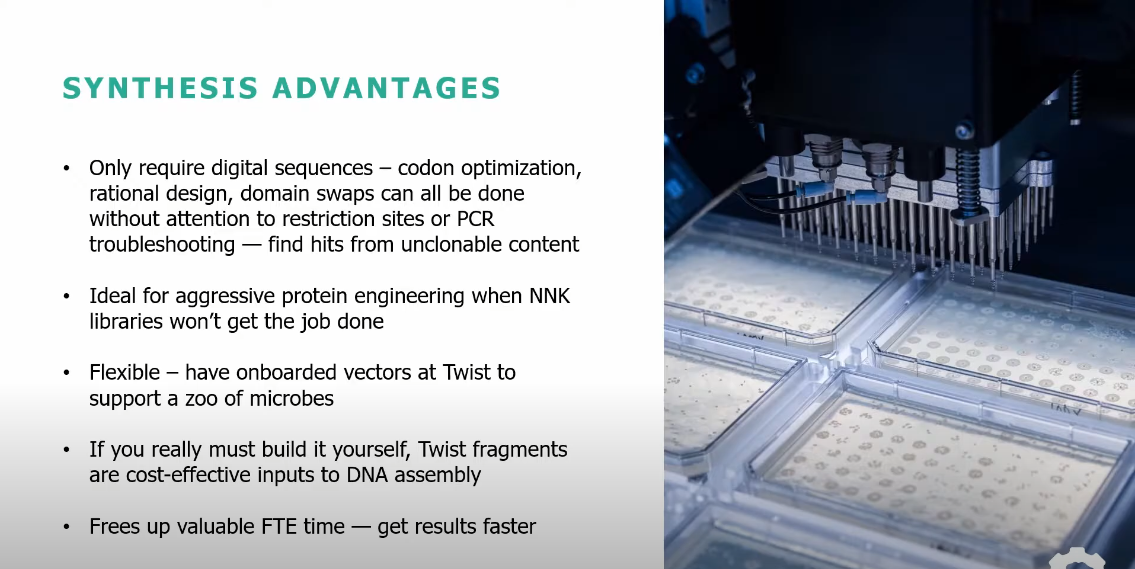 SYNTHESIS ADVANTAGES
• Only require digital sequences – codon optimization,
rational design, domain swaps can all be done
without attention to restriction sites or PCR
troubleshooting — find hits from unclonable content
• Ideal for aggressive protein engineering when NNK
libraries won't get the job done
• Flexible – have onboarded vectors at Twist to
support a zoo of microbes
• If you really must build it yourself, Twist fragments
are cost-effective inputs to DNA assembly
• Frees up valuable FTE time — get results faster